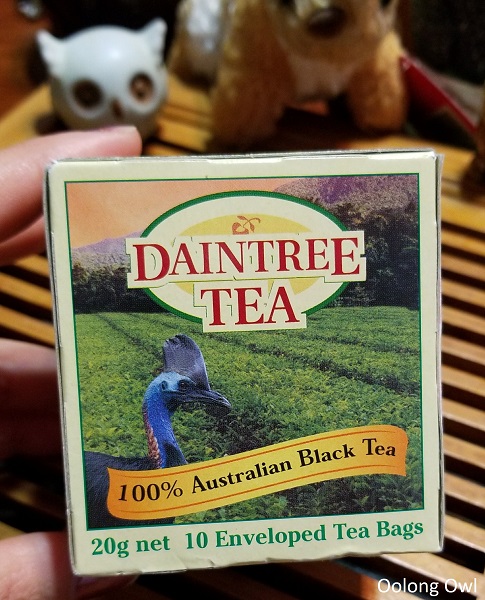 DAINTREE
TEA
100% Australian Black Tea
20g net 10 Enveloped Tea Bags
Oolong Owl